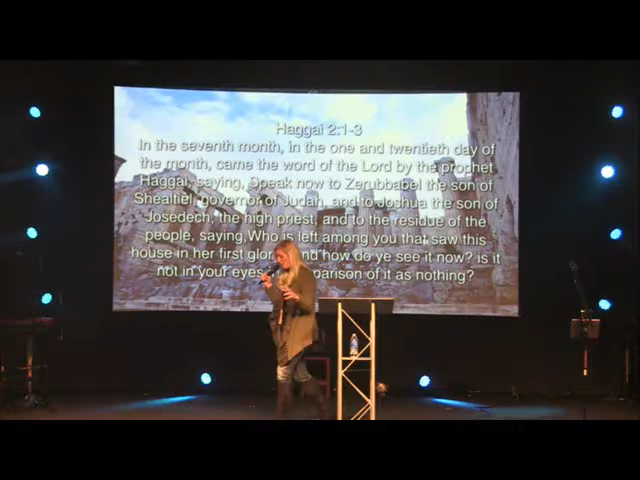 Haggai 2:1-3
In the seventh month, in the one and twentieth day of
the month, came the word of the Lord by the prophet
Haggai, saying, Speak now to Zerubbabel the son of
Shealtiel, governor of Judah, and to Joshua the son of
Josedech, the high priest, and to the residue of the
people, saying,Who is left among you that saw this
house in her first and how do ye see it now? is it
not in your eyes of it as nothing?